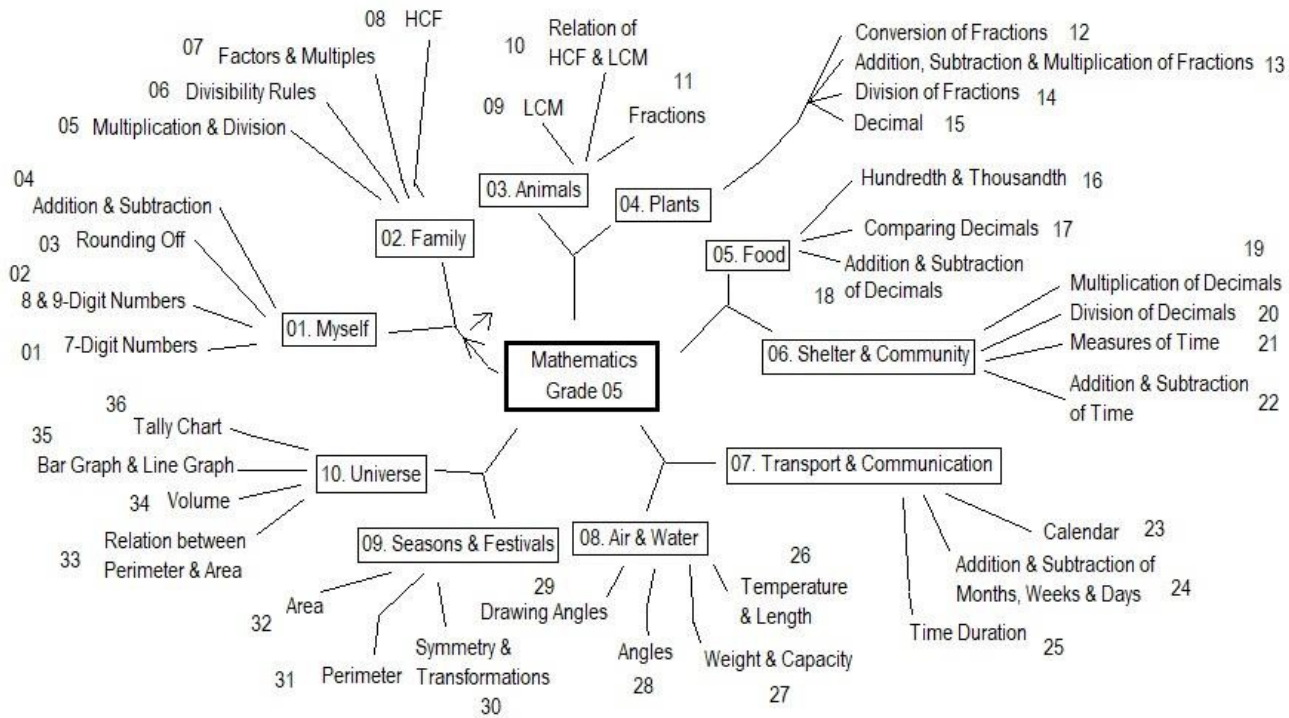 Mathematics
Grade 05
01. Myself
01 7-Digit Numbers
02
8 & 9-Digit Numbers
03 Rounding Off
04
Addition & Subtraction
02. Family
05 Multiplication & Division
06 Divisibility Rules
07
Factors & Multiples
08 HCF
03. Animals
09 LCM
10
Relation of
HCF & LCM
11
Fractions
04. Plants
Conversion of Fractions 12
Addition, Subtraction & Multiplication of Fractions 13
Division of Fractions 14
Decimal 15
05. Food
Hundredth & Thousandth 16
Comparing Decimals 17
Addition & Subtraction
18 of Decimals
06. Shelter & Community
19
Multiplication of Decimals
Division of Decimals 20
Measures of Time 21
Addition & Subtraction
of Time 22
07. Transport & Communication
Calendar 23
Addition & Subtraction of
Months, Weeks & Days 24
Time Duration 25
08. Air & Water
26
Temperature
& Length
Weight & Capacity
27
Angles
28
29
Drawing Angles
09. Seasons & Festivals
Symmetry &
Transformations
30
31 Perimeter
Area
32
10. Universe
Relation between
33 Perimeter & Area
34 Volume
35
Bar Graph & Line Graph
36
Tally Chart